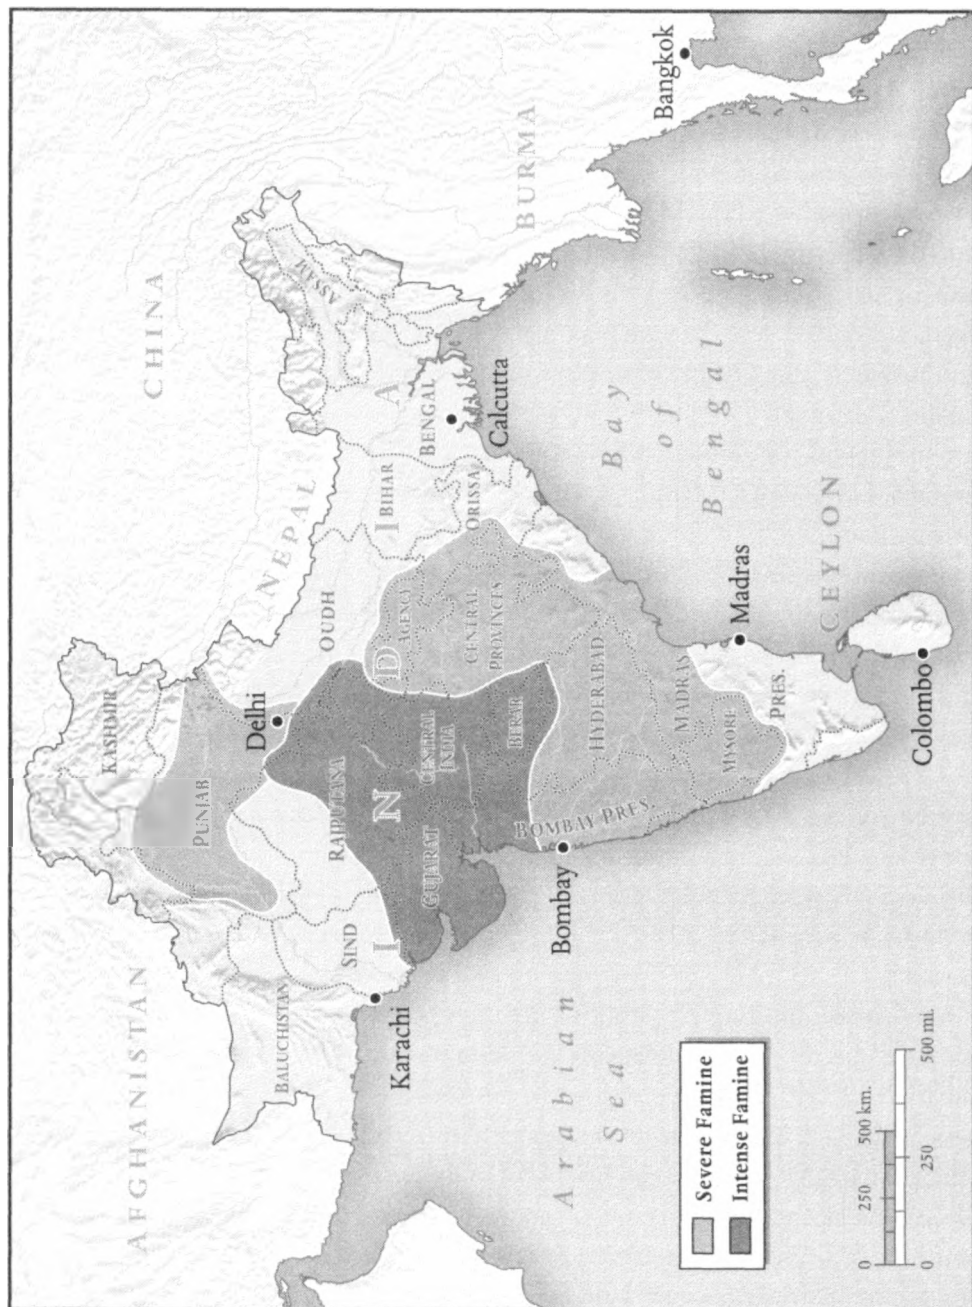 AFGHANISTAN
CHINA
KASHMIR
PUNJAB
BALUCHISTAN
Delhi
NEPAL
ASSAM
SIND
RAJPUTANA
OUDH
Karachi
INDIA
BIHAR
BENGAL
GUJARAT
CENTRAL
INDIA
AGENCY
CENTRAL
PROVINCES
ORISSA
Calcutta
BURMA
BERAR
BOMBAY PRES.
Bombay
HYDERABAD
Arabian
Sea
Bay
of
Bengal
Bangkok
MADRAS
PRES.
MYSORE
Madras
CEYLON
Colombo
Severe Famine
Intense Famine
0 250 500 km.
0 250 500 mi.